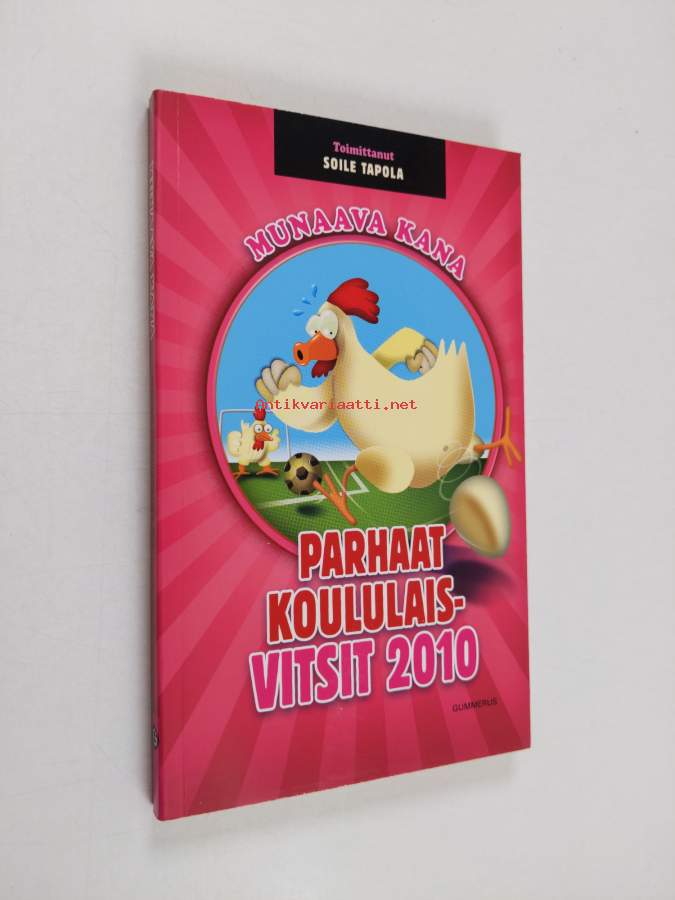 Toimittanut
SOILE TAPOLA
MUNAAVA KANA
Antikvariaatti.net
PARHAAT
KOULULAIS-
VITSIT 2010
GUMMERUS